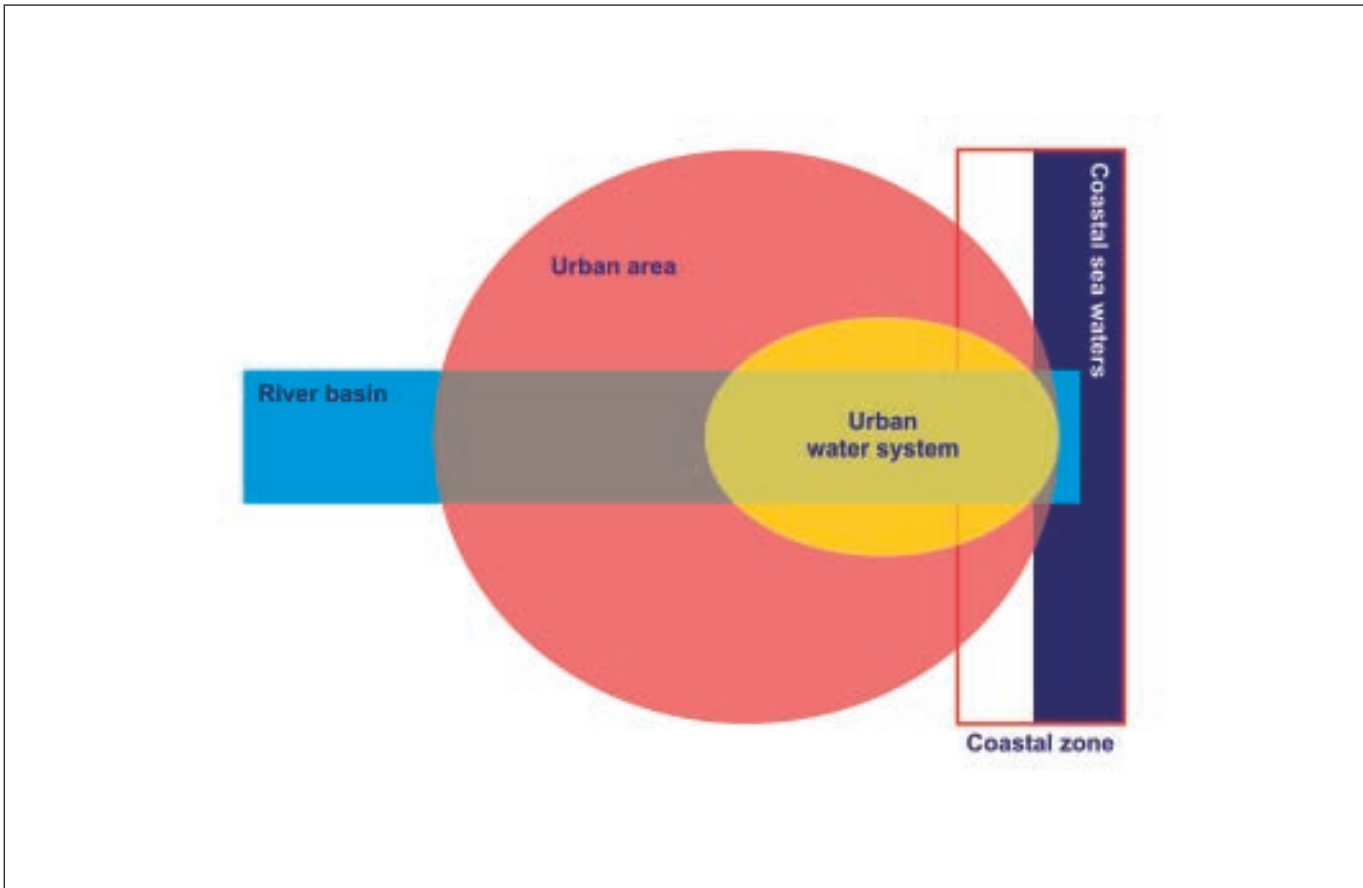 Urban area
Coastal sea waters
River basin
Urban
water system
Coastal zone